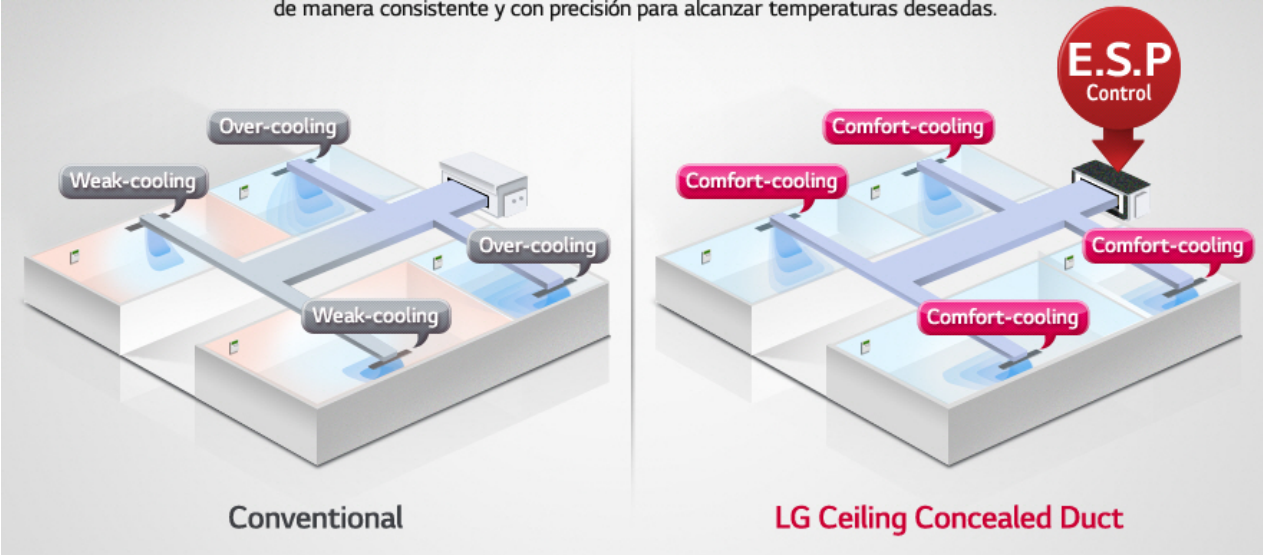 de manera consistente y con precisión para alcanzar temperaturas deseadas.
Over-cooling
Weak-cooling
Over-cooling
Weak-cooling
Conventional
E.S.P
Control
Comfort-cooling
Comfort-cooling
Comfort-cooling
Comfort-cooling
LG Ceiling Concealed Duct